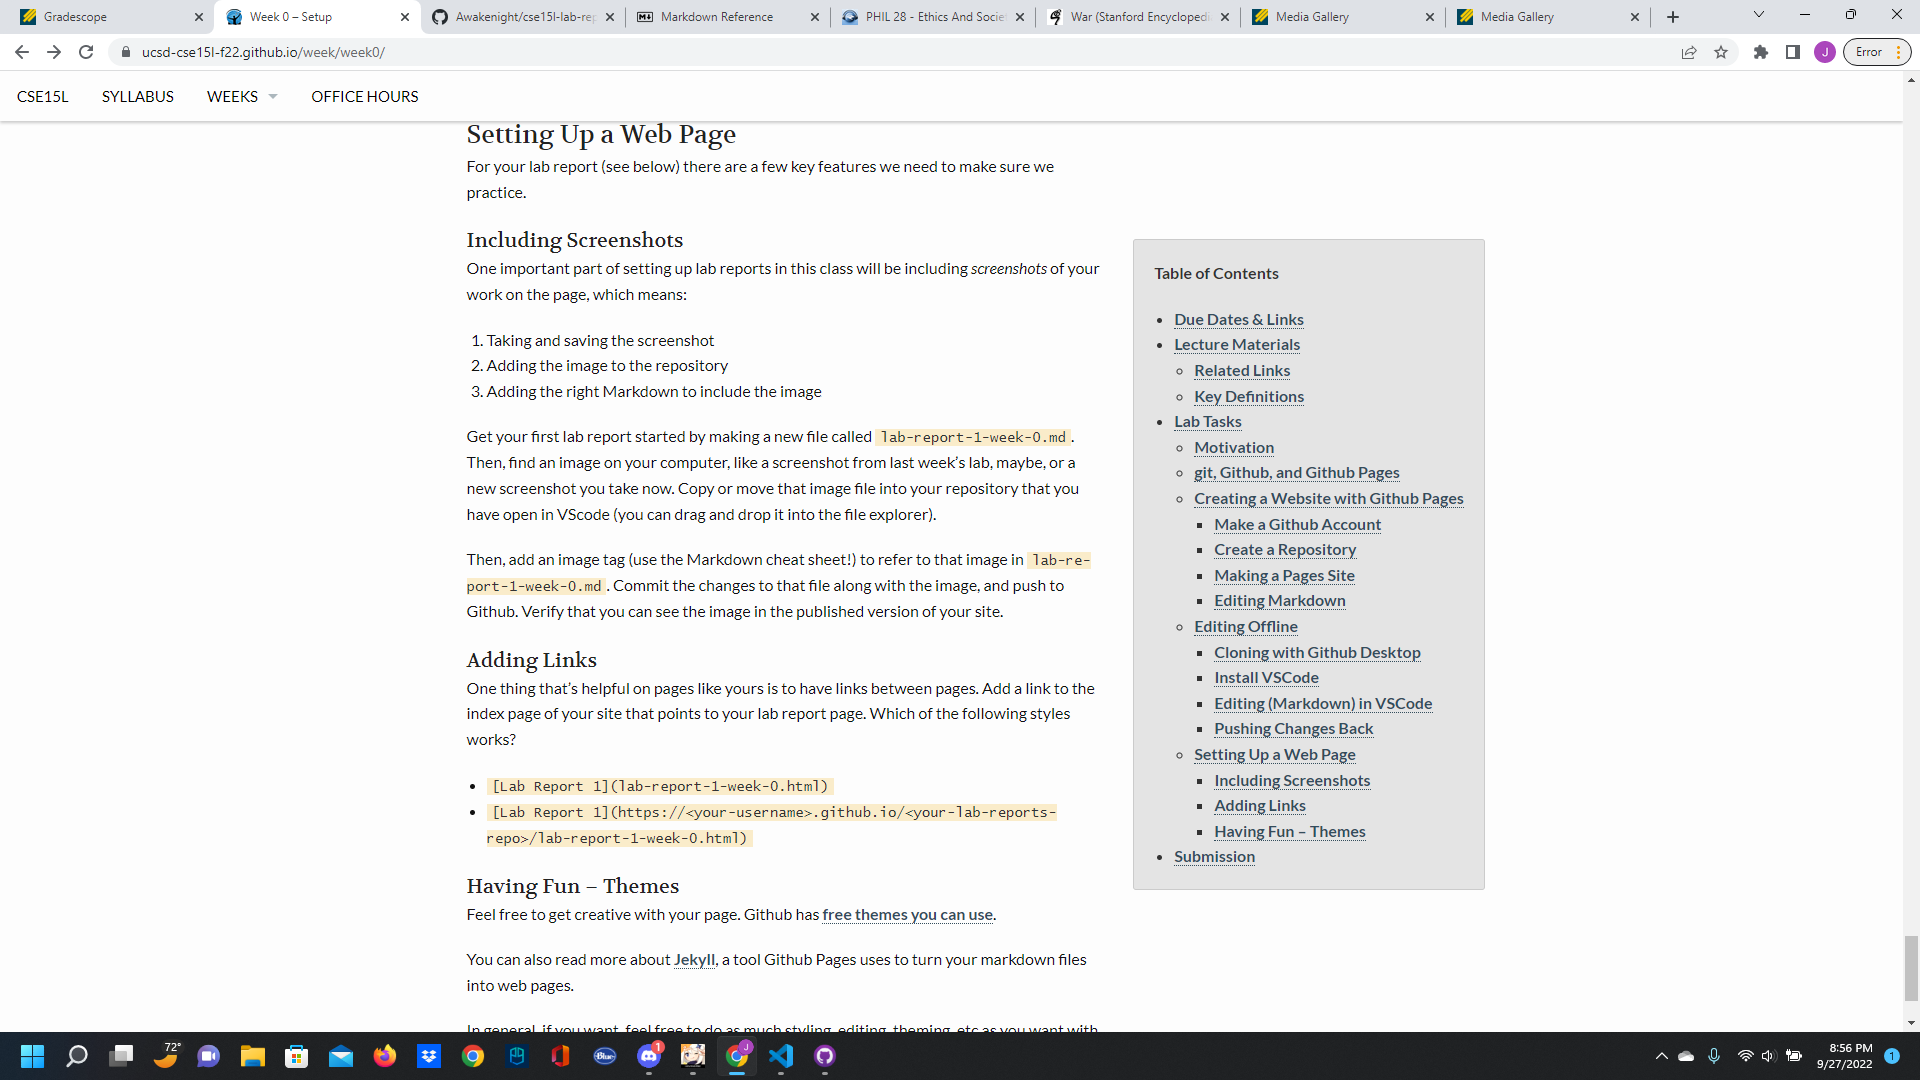 Gradescope
Week 0 – Setup
Awakenight/cse15l-lab-rep
Markdown Reference
PHIL 28 - Ethics And Socie
War (Stanford Encyclopedi
Media Gallery
Media Gallery
ucsd-cse15l-f22.github.io/week/week0/
J
Error
CSE15L
SYLLABUS
WEEKS
OFFICE HOURS
Setting Up a Web Page
For your lab report (see below) there are a few key features we need to make sure we
practice.
Including Screenshots
One important part of setting up lab reports in this class will be including screenshots of your
work on the page, which means:
1. Taking and saving the screenshot
2. Adding the image to the repository
3. Adding the right Markdown to include the image
Get your first lab report started by making a new file called lab-report-1-week-0.md.
Then, find an image on your computer, like a screenshot from last week’s lab, maybe, or a
new screenshot you take now. Copy or move that image file into your repository that you
have open in VScode (you can drag and drop it into the file explorer).
Then, add an image tag (use the Markdown cheat sheet!) to refer to that image in lab-re-
port-1-week-0.md. Commit the changes to that file along with the image, and push to
Github. Verify that you can see the image in the published version of your site.
Adding Links
One thing that’s helpful on pages like yours is to have links between pages. Add a link to the
index page of your site that points to your lab report page. Which of the following styles
works?
[Lab Report 1](lab-report-1-week-0.html)
[Lab Report 1](https://<your-username>.github.io/<your-lab-reports-
repo>/lab-report-1-week-0.html)
Having Fun – Themes
Feel free to get creative with your page. Github has free themes you can use.
You can also read more about Jekyll, a tool Github Pages uses to turn your markdown files
into web pages.
In general, if you want, feel free to do as much styling, editing, theming, etc as you want with
Table of Contents
Due Dates & Links
Lecture Materials
Related Links
Key Definitions
Lab Tasks
Motivation
git, Github, and Github Pages
Creating a Website with Github Pages
Make a Github Account
Create a Repository
Making a Pages Site
Editing Markdown
Editing Offline
Cloning with Github Desktop
Install VSCode
Editing (Markdown) in VSCode
Pushing Changes Back
Setting Up a Web Page
Including Screenshots
Adding Links
Having Fun – Themes
Submission
72°
Blue
1
J
8:56 PM
9/27/2022
1